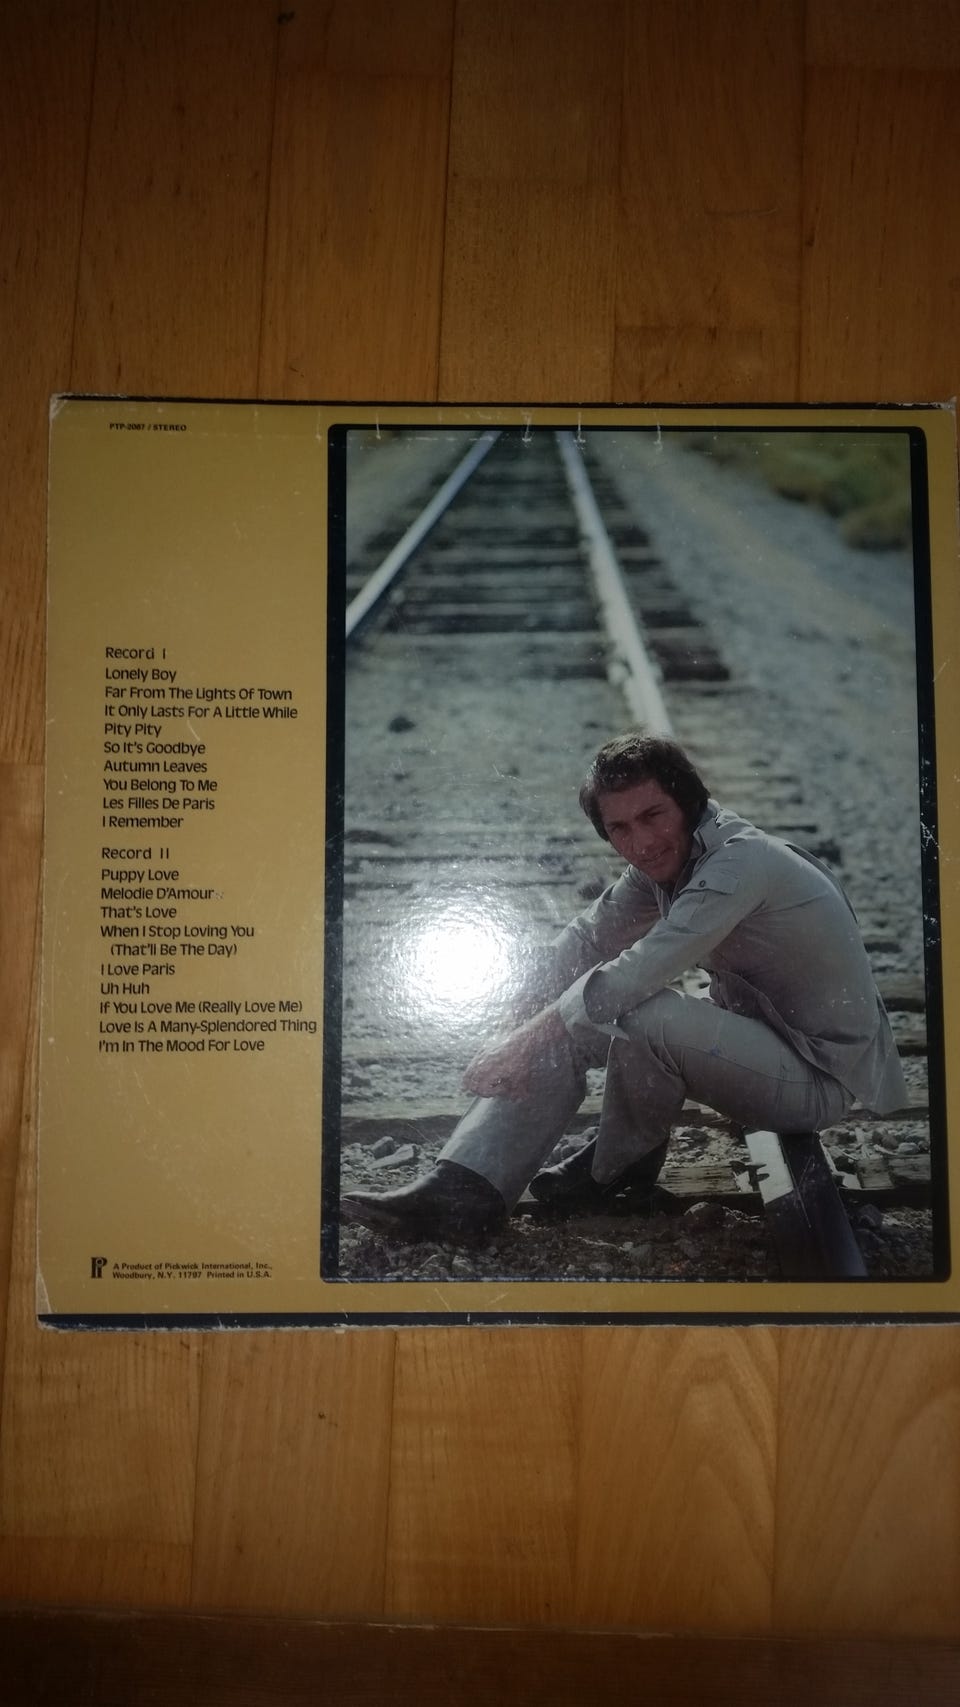 PTP-2087 / STEREO
Record I
Lonely Boy
Far From The Lights Of Town
It Only Lasts For A Little While
Pity Pity
So It's Goodbye
Autumn Leaves
You Belong To Me
Les Filles De Paris
I Remember
Record II
Puppy Love
Melodie D'Amour
That's Love
When I Stop Loving You
(That'll Be The Day)
I Love Paris
Uh Huh
If You Love Me (Really Love Me)
Love Is A Many-Splendored Thing
I'm In The Mood For Love
A Product of Pickwick International, Inc.,
Woodbury, N.Y. 11797 Printed in U.S.A.